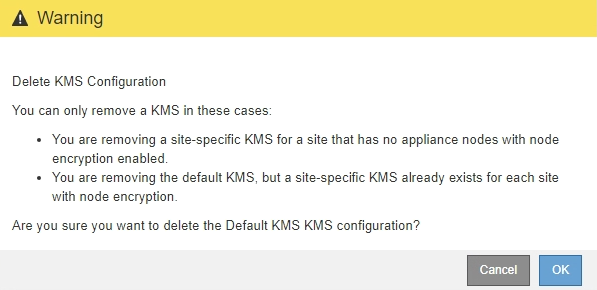 Warning
Delete KMS Configuration
You can only remove a KMS in these cases:
• You are removing a site-specific KMS for a site that has no appliance nodes with node
encryption enabled.
• You are removing the default KMS, but a site-specific KMS already exists for each site
with node encryption.
Are you sure you want to delete the Default KMS KMS configuration?
Cancel
OK